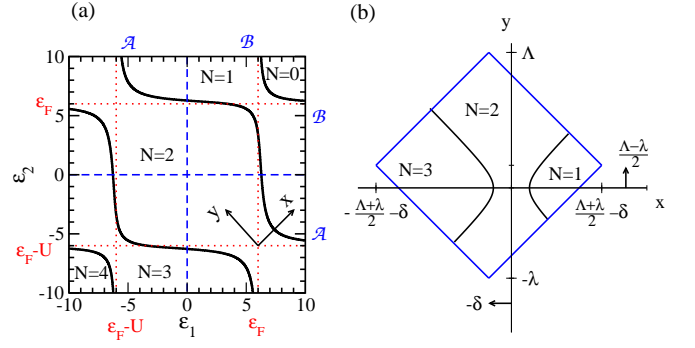 (a)
𝒜
ℬ
10
N=1
N=0
ε_F
5
ℬ
N=2
ε_2
0
y
x
-5
𝒜
ε_F-U
N=4
N=3
-10
-10
-5
0
5
10
ε_F-U
ε_1
ε_F
(b)
y
Λ
N=2
N=3
N=1
Λ-λ/2
x
-Λ+λ/2 -δ
Λ+λ/2 -δ
-λ
-δ